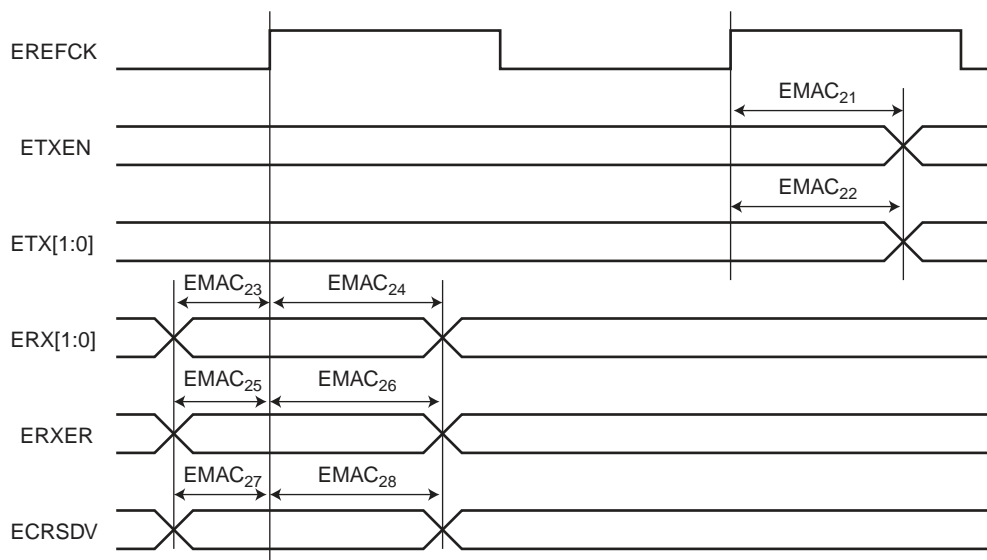 EREFCK
EMAC21
ETXEN
EMAC22
ETX[1:0]
EMAC23 EMAC24
ERX[1:0]
EMAC25 EMAC26
ERXER
EMAC27 EMAC28
ECRSDV